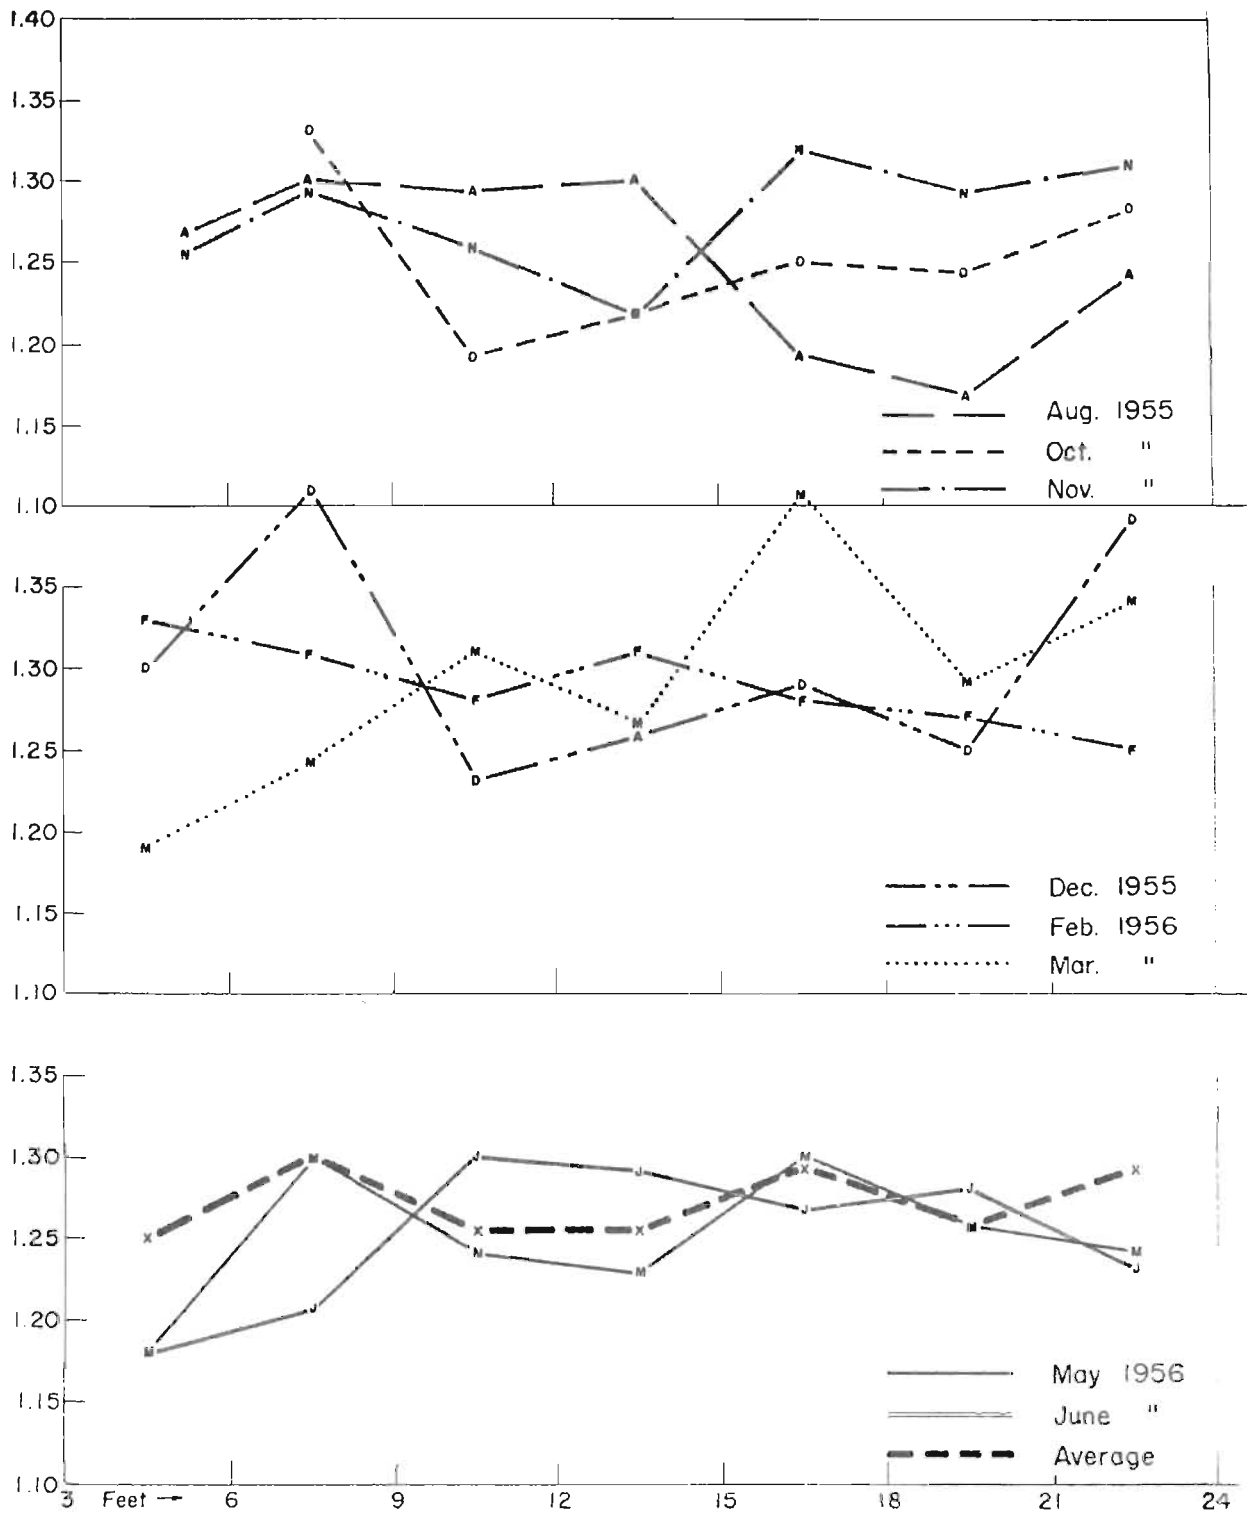 1.40
1.35
1.30
1.25
1.20
1.15
1.10
O
A A A
N
A
N
N
O
N
O
O
A
N
O
N
O
A
A
Aug. 1955
Oct. "
Nov. "
1.35
1.30
1.25
1.20
1.15
1.10
D
M
D
F
D
F
M
F
F
M
D
F
M
F
D
M
A
D
F
M
M
Dec. 1955
Feb. 1956
Mar. "
1.35
1.30
1.25
1.20
1.15
1.10
M
J
J
M
X
J
J
X
X
X
X
M
M
M
X
M
M
J
J
M
May 1956
June "
Average
3 Feet 6 9 12 15 18 21 24